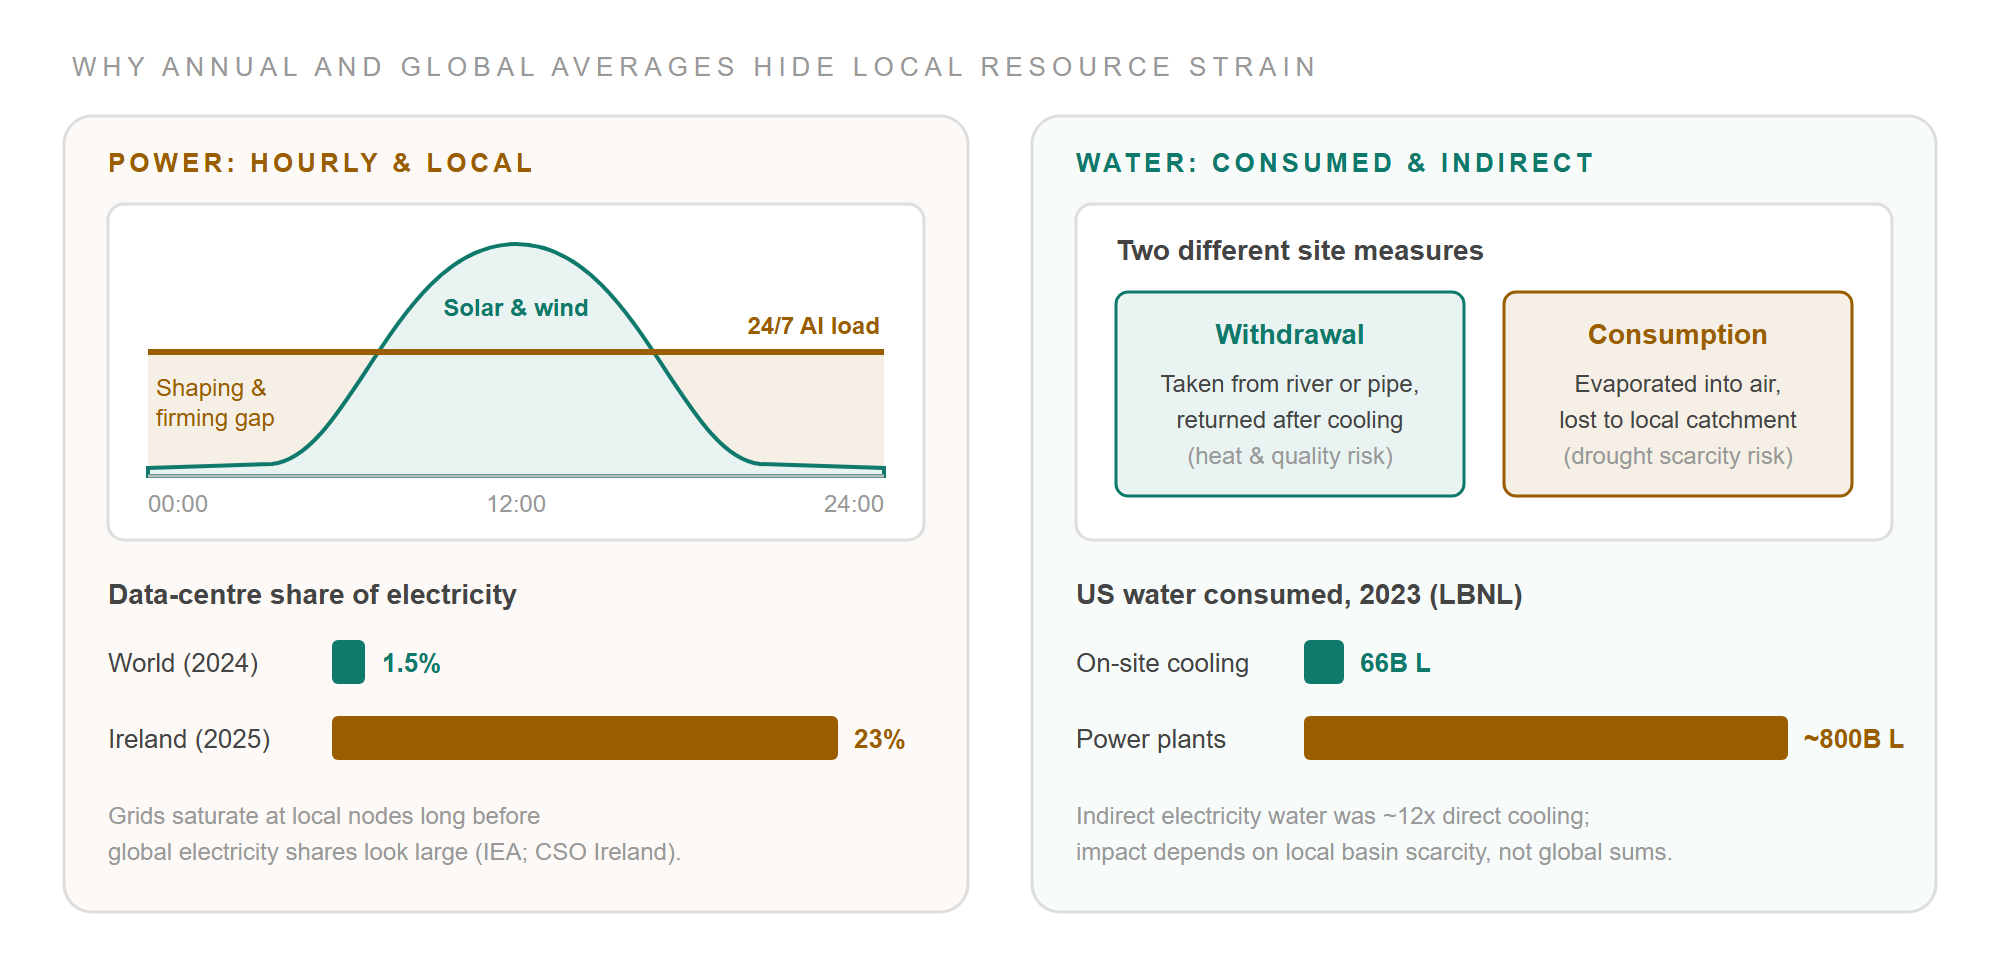 WHY ANNUAL AND GLOBAL AVERAGES HIDE LOCAL RESOURCE STRAIN
POWER: HOURLY & LOCAL
Solar & wind
24/7 AI load
Shaping &
firming gap
00:00
12:00
24:00
Data-centre share of electricity
World (2024)
1.5%
Ireland (2025)
23%
Grids saturate at local nodes long before
global electricity shares look large (IEA; CSO Ireland).
WATER: CONSUMED & INDIRECT
Two different site measures
Withdrawal
Taken from river or pipe,
returned after cooling
(heat & quality risk)
Consumption
Evaporated into air,
lost to local catchment
(drought scarcity risk)
US water consumed, 2023 (LBNL)
On-site cooling
66B L
Power plants
~800B L
Indirect electricity water was ~12x direct cooling;
impact depends on local basin scarcity, not global sums.